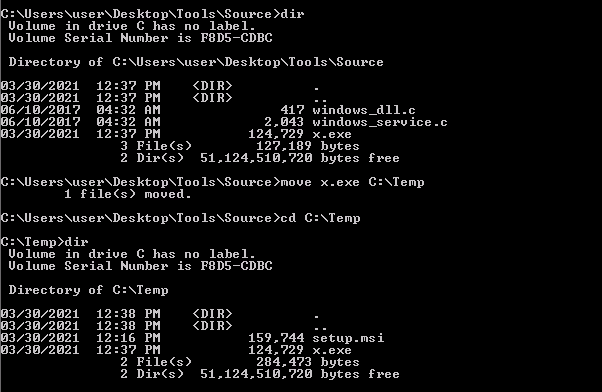 C:\Users\user\Desktop\Tools\Source>dir
 Volume in drive C has no label.
 Volume Serial Number is F8D5-CDBC

 Directory of C:\Users\user\Desktop\Tools\Source

03/30/2021  12:37 PM    <DIR>          .
03/30/2021  12:37 PM    <DIR>          ..
06/10/2017  04:32 AM               417 windows_dll.c
06/10/2017  04:32 AM             2,043 windows_service.c
03/30/2021  12:37 PM           124,729 x.exe
               3 File(s)        127,189 bytes
               2 Dir(s)  51,124,510,720 bytes free

C:\Users\user\Desktop\Tools\Source>move x.exe C:\Temp
        1 file(s) moved.

C:\Users\user\Desktop\Tools\Source>cd C:\Temp

C:\Temp>dir
 Volume in drive C has no label.
 Volume Serial Number is F8D5-CDBC

 Directory of C:\Temp

03/30/2021  12:38 PM    <DIR>          .
03/30/2021  12:38 PM    <DIR>          ..
03/30/2021  12:16 PM           159,744 setup.msi
03/30/2021  12:37 PM           124,729 x.exe
               2 File(s)        284,473 bytes
               2 Dir(s)  51,124,510,720 bytes free